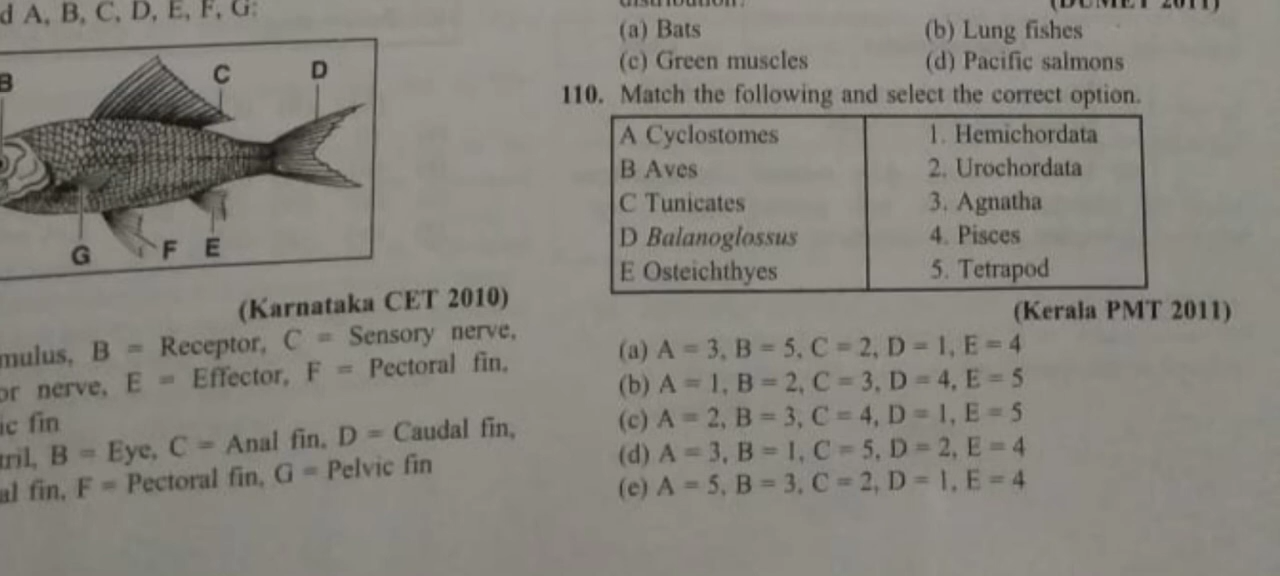 d A, B, C, D, E, F, G:
B
C
D
G
F
E
(Karnataka CET 2010)
mulus, B = Receptor, C = Sensory nerve,
or nerve, E = Effector, F = Pectoral fin,
ic fin
tril, B = Eye, C = Anal fin, D = Caudal fin,
al fin, F = Pectoral fin, G = Pelvic fin
(a) Bats
(b) Lung fishes
(c) Green muscles
(d) Pacific salmons
110. Match the following and select the correct option.
A Cyclostomes 1. Hemichordata
B Aves 2. Urochordata
C Tunicates 3. Agnatha
D Balanoglossus 4. Pisces
E Osteichthyes 5. Tetrapod
(Kerala PMT 2011)
(a) A = 3, B = 5, C = 2, D = 1, E = 4
(b) A = 1, B = 2, C = 3, D = 4, E = 5
(c) A = 2, B = 3, C = 4, D = 1, E = 5
(d) A = 3, B = 1, C = 5, D = 2, E = 4
(e) A = 5, B = 3, C = 2, D = 1, E = 4